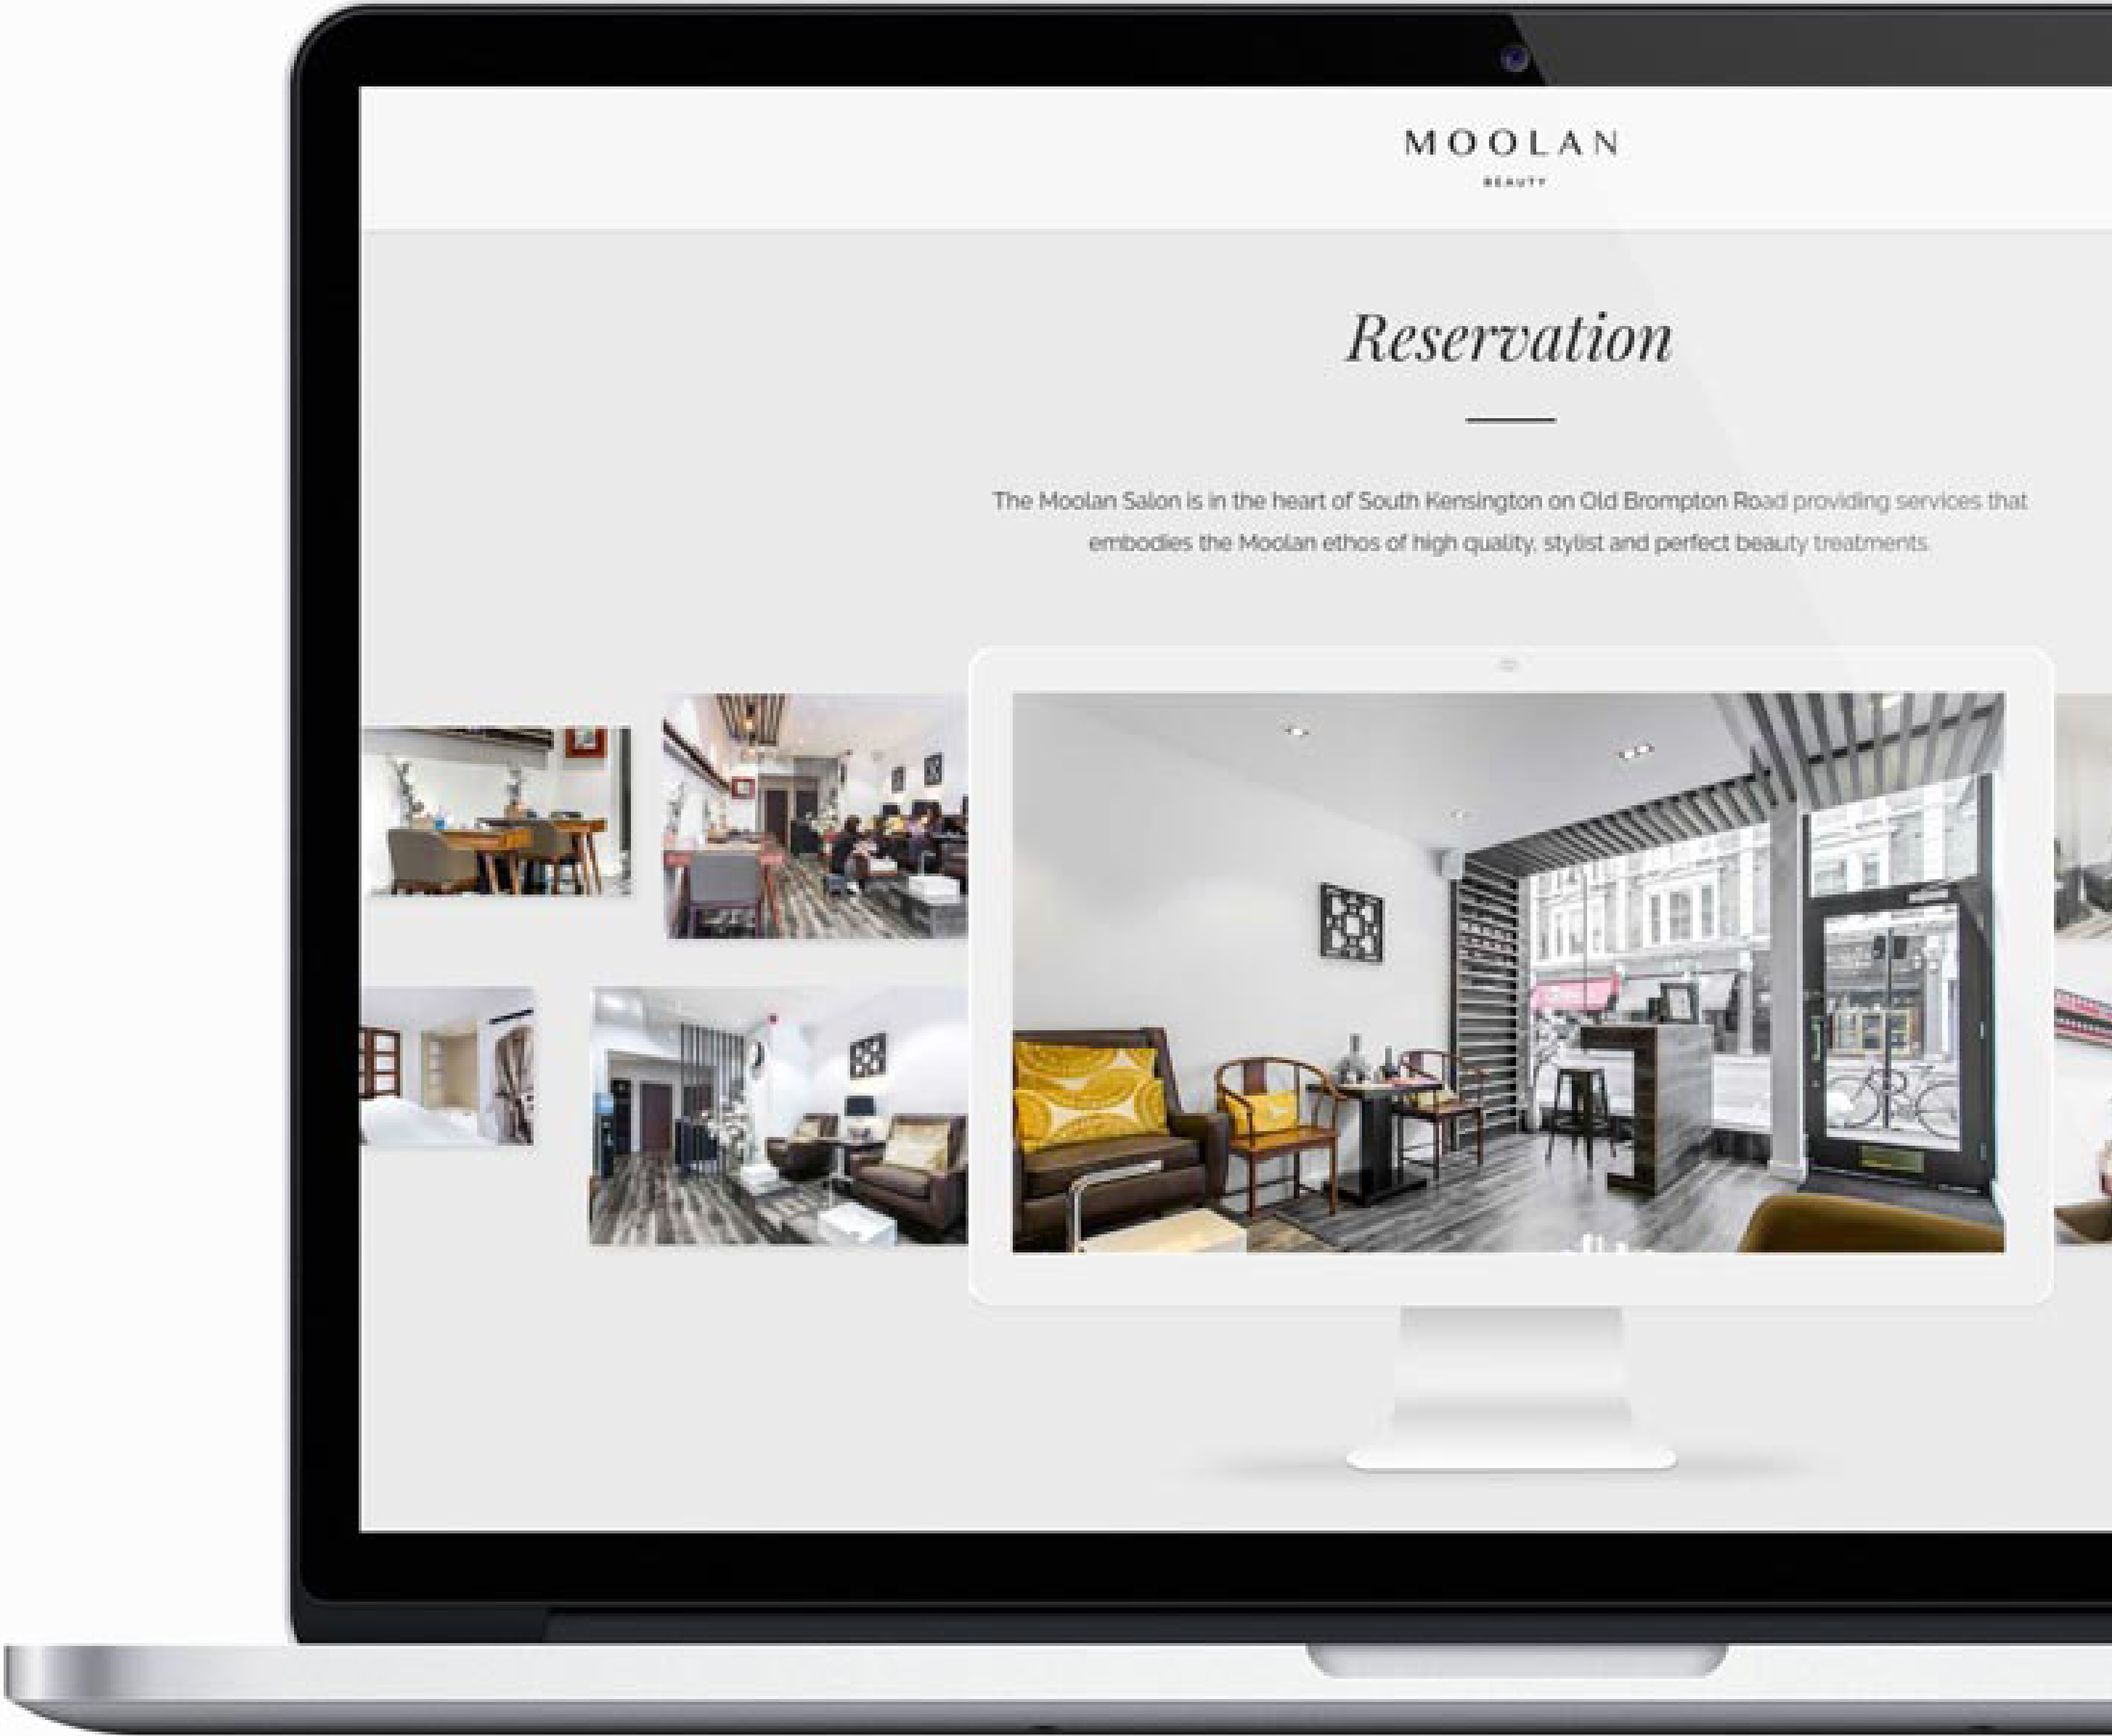 MOOLAN
BEAUTY
Reservation
The Moolan Salon is in the heart of South Kensington on Old Brompton Road providing services that
embodies the Moolan ethos of high quality, stylist and perfect beauty treatments.